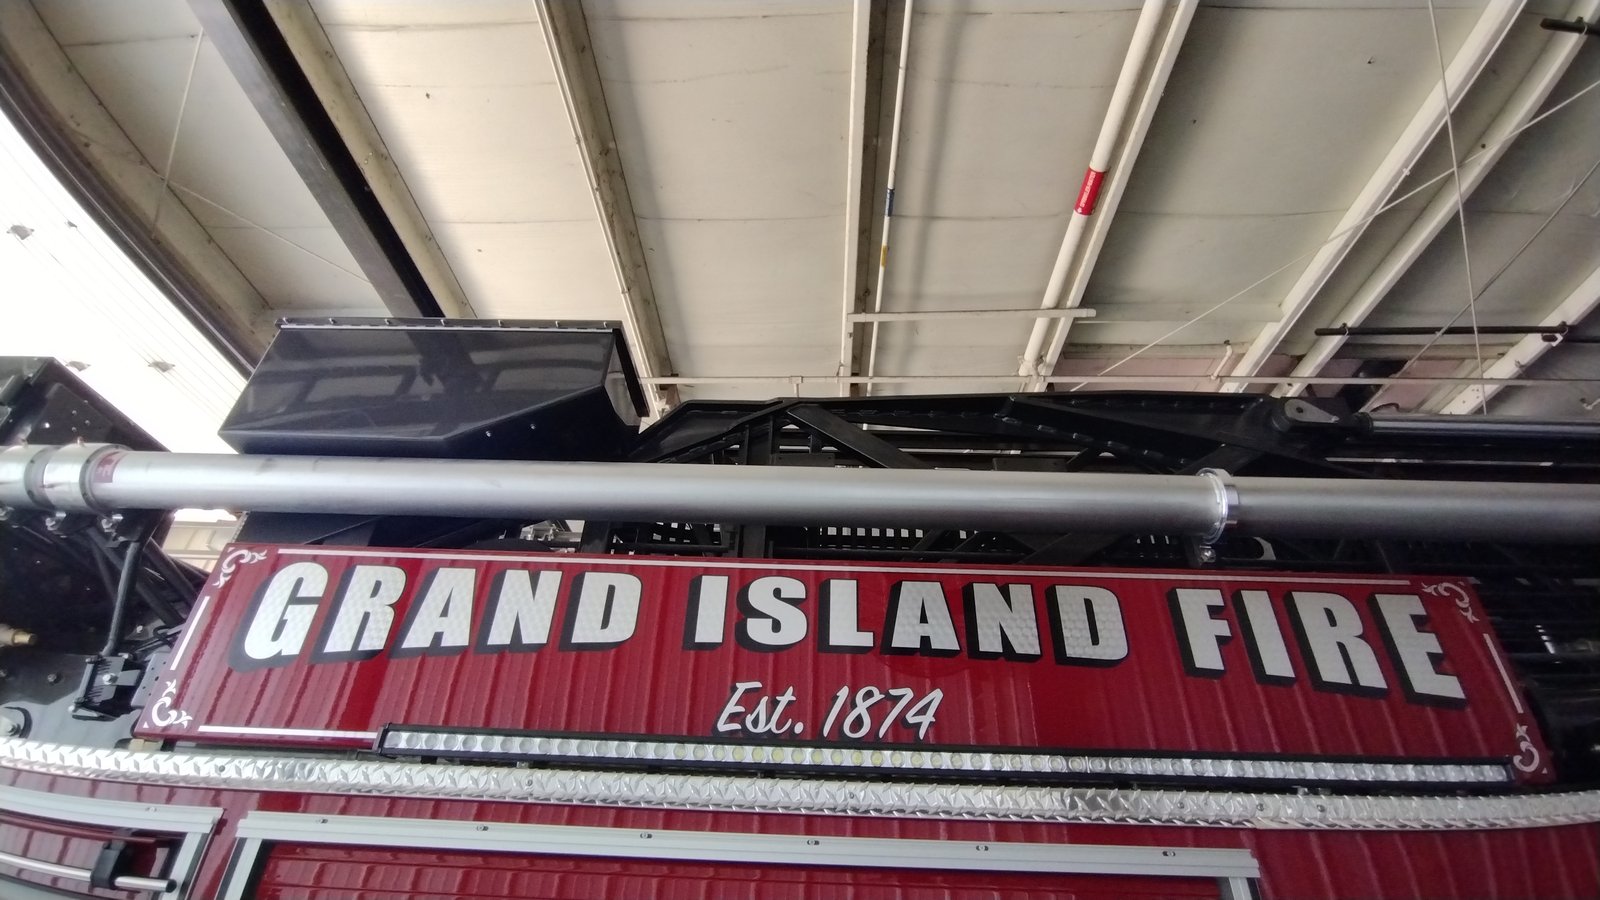 GRAND ISLAND FIRE
Est. 1874